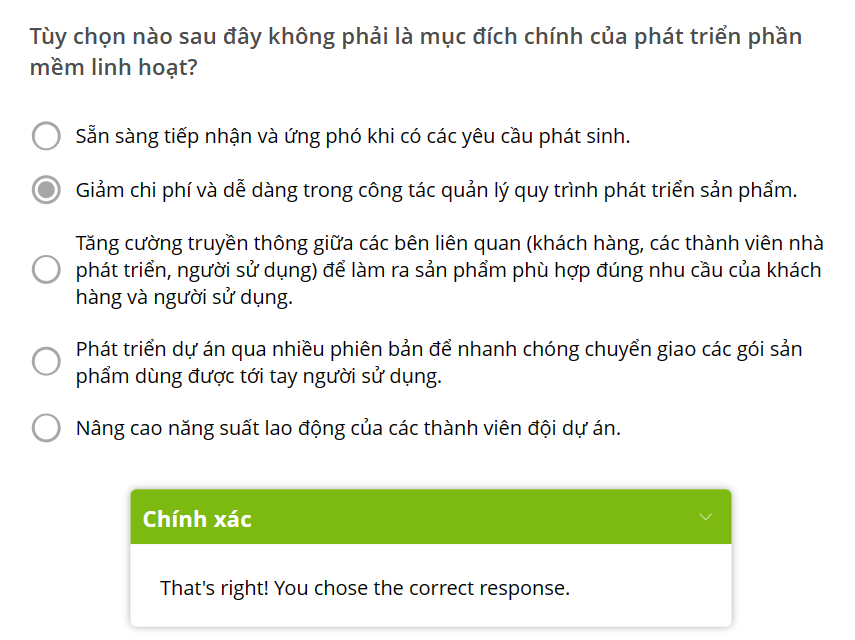 Tùy chọn nào sau đây không phải là mục đích chính của phát triển phần
mềm linh hoạt?
Sẵn sàng tiếp nhận và ứng phó khi có các yêu cầu phát sinh.
Giảm chi phí và dễ dàng trong công tác quản lý quy trình phát triển sản phẩm.
Tăng cường truyền thông giữa các bên liên quan (khách hàng, các thành viên nhà
phát triển, người sử dụng) để làm ra sản phẩm phù hợp đúng nhu cầu của khách
hàng và người sử dụng.
Phát triển dự án qua nhiều phiên bản để nhanh chóng chuyển giao các gói sản
phẩm dùng được tới tay người sử dụng.
Nâng cao năng suất lao động của các thành viên đội dự án.
Chính xác
That's right! You chose the correct response.